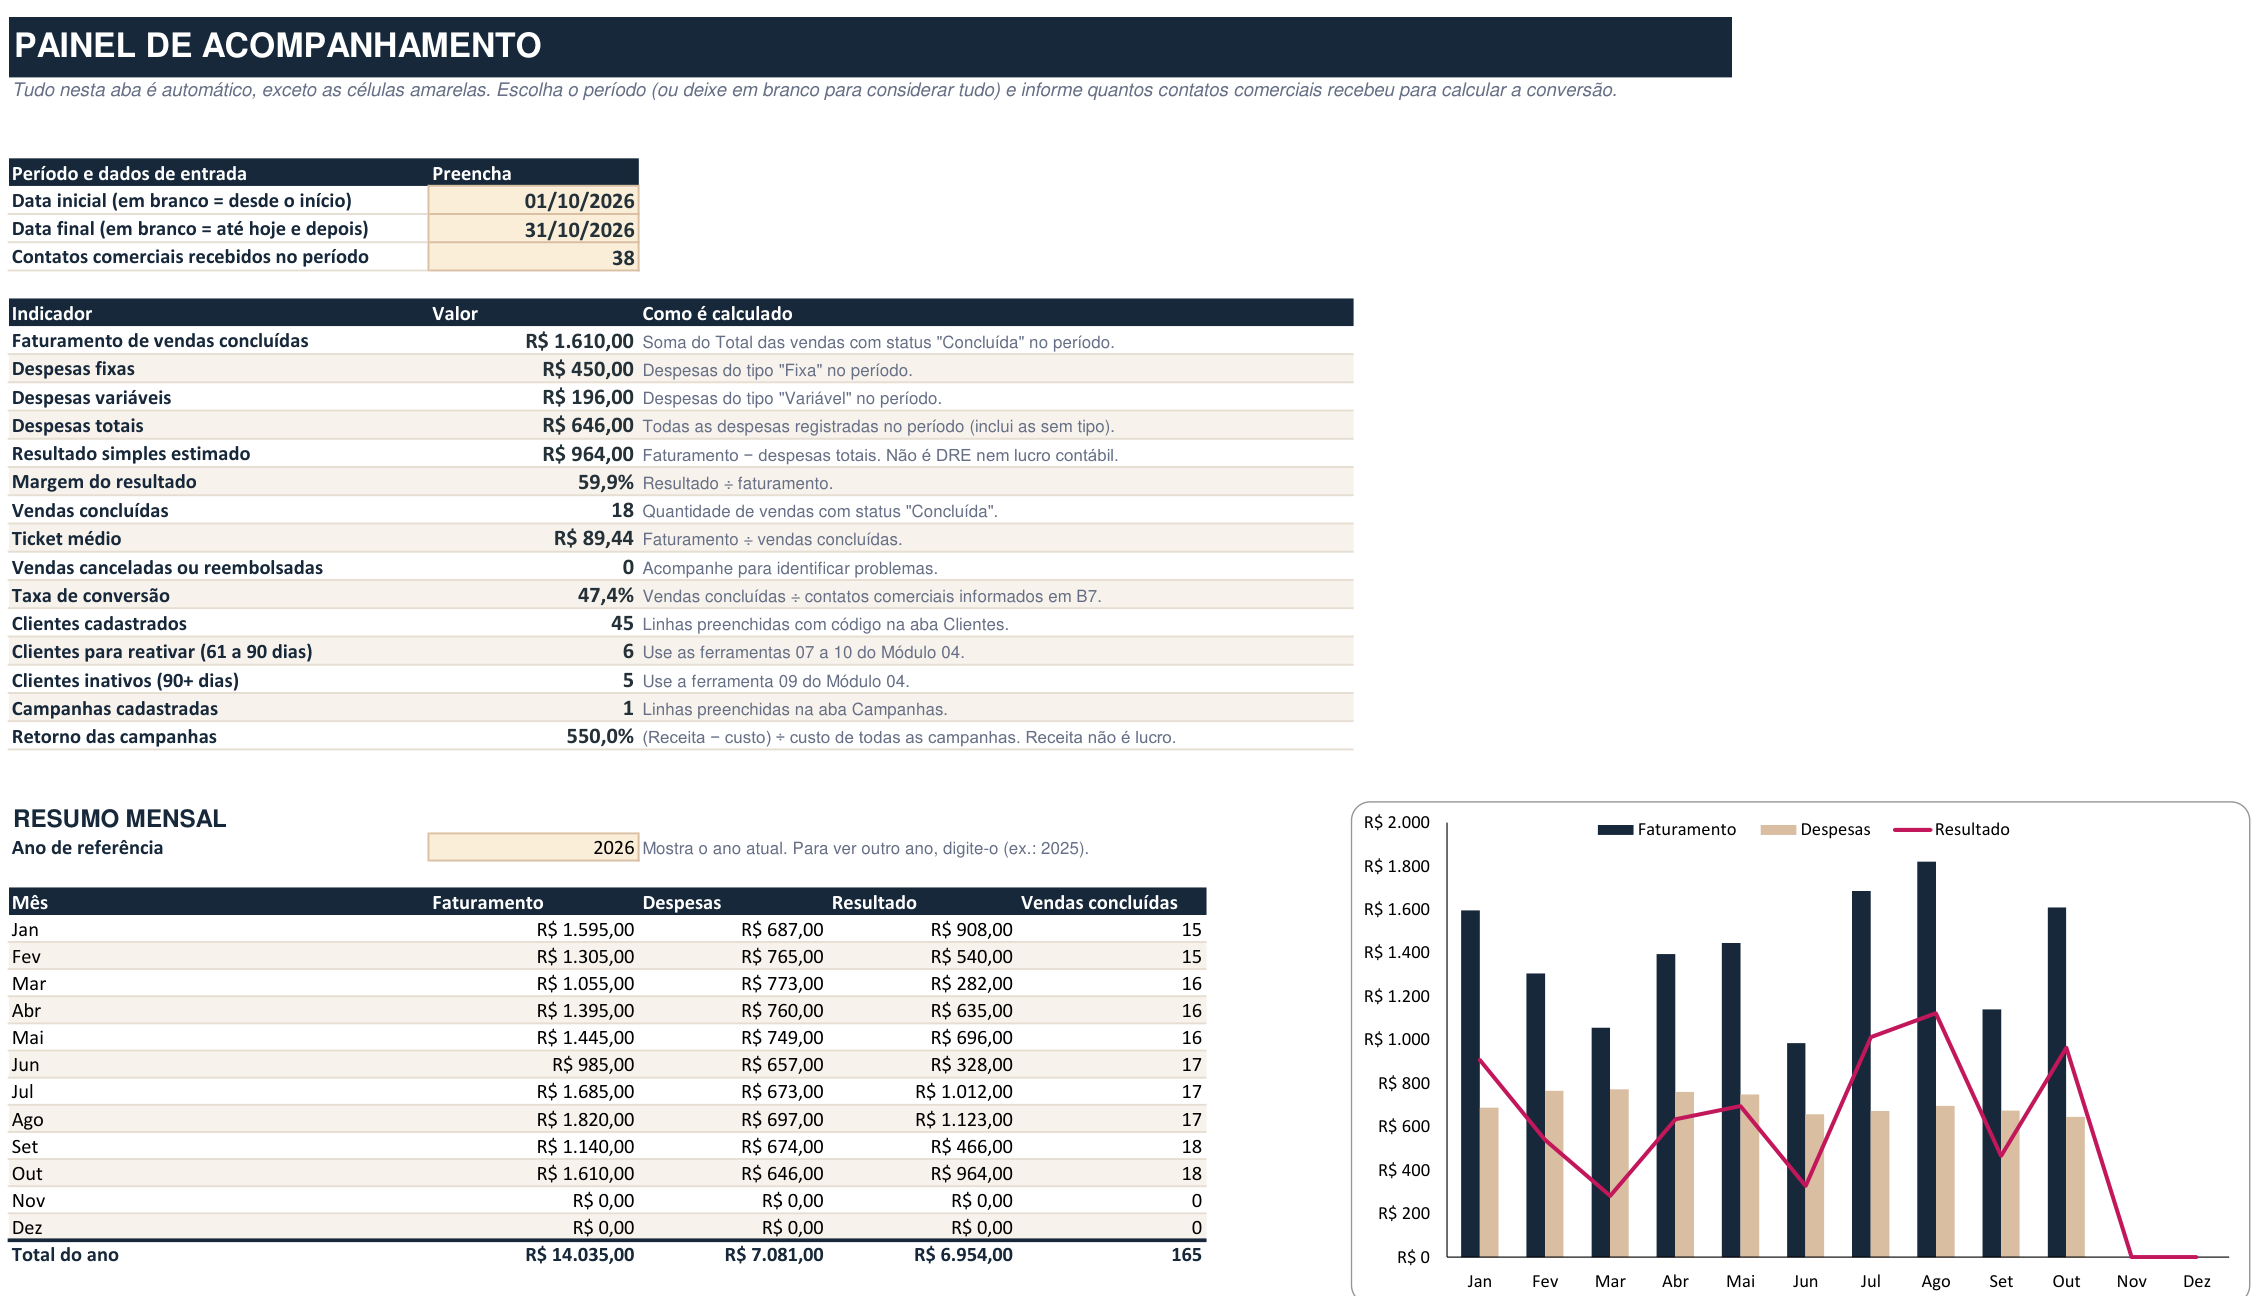 PAINEL DE ACOMPANHAMENTO
Tudo nesta aba é automático, exceto as células amarelas. Escolha o período (ou deixe em branco para considerar tudo) e informe quantos contatos comerciais recebeu para calcular a conversão.
Período e dados de entrada Preencha
Data inicial (em branco = desde o início) 01/10/2026
Data final (em branco = até hoje e depois) 31/10/2026
Contatos comerciais recebidos no período 38
Indicador Valor Como é calculado
Faturamento de vendas concluídas R$ 1.610,00 Soma do Total das vendas com status "Concluída" no período.
Despesas fixas R$ 450,00 Despesas do tipo "Fixa" no período.
Despesas variáveis R$ 196,00 Despesas do tipo "Variável" no período.
Despesas totais R$ 646,00 Todas as despesas registradas no período (inclui as sem tipo).
Resultado simples estimado R$ 964,00 Faturamento − despesas totais. Não é DRE nem lucro contábil.
Margem do resultado 59,9% Resultado ÷ faturamento.
Vendas concluídas 18 Quantidade de vendas com status "Concluída".
Ticket médio R$ 89,44 Faturamento ÷ vendas concluídas.
Vendas canceladas ou reembolsadas 0 Acompanhe para identificar problemas.
Taxa de conversão 47,4% Vendas concluídas ÷ contatos comerciais informados em B7.
Clientes cadastrados 45 Linhas preenchidas com código na aba Clientes.
Clientes para reativar (61 a 90 dias) 6 Use as ferramentas 07 a 10 do Módulo 04.
Clientes inativos (90+ dias) 5 Use a ferramenta 09 do Módulo 04.
Campanhas cadastradas 1 Linhas preenchidas na aba Campanhas.
Retorno das campanhas 550,0% (Receita − custo) ÷ custo de todas as campanhas. Receita não é lucro.
RESUMO MENSAL
Ano de referência 2026 Mostra o ano atual. Para ver outro ano, digite-o (ex.: 2025).
Mês Faturamento Despesas Resultado Vendas concluídas
Jan R$ 1.595,00 R$ 687,00 R$ 908,00 15
Fev R$ 1.305,00 R$ 765,00 R$ 540,00 15
Mar R$ 1.055,00 R$ 773,00 R$ 282,00 16
Abr R$ 1.395,00 R$ 760,00 R$ 635,00 16
Mai R$ 1.445,00 R$ 749,00 R$ 696,00 16
Jun R$ 985,00 R$ 657,00 R$ 328,00 17
Jul R$ 1.685,00 R$ 673,00 R$ 1.012,00 17
Ago R$ 1.820,00 R$ 697,00 R$ 1.123,00 17
Set R$ 1.140,00 R$ 674,00 R$ 466,00 18
Out R$ 1.610,00 R$ 646,00 R$ 964,00 18
Nov R$ 0,00 R$ 0,00 R$ 0,00 0
Dez R$ 0,00 R$ 0,00 R$ 0,00 0
Total do ano R$ 14.035,00 R$ 7.081,00 R$ 6.954,00 165
Faturamento Despesas Resultado
R$ 2.000
R$ 1.800
R$ 1.600
R$ 1.400
R$ 1.200
R$ 1.000
R$ 800
R$ 600
R$ 400
R$ 200
R$ 0
Jan Fev Mar Abr Mai Jun Jul Ago Set Out Nov Dez